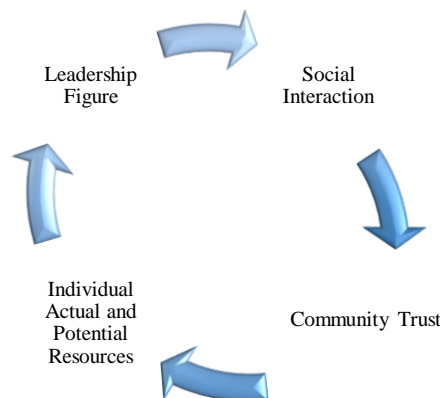 Leadership
Figure
Social
Interaction
Community Trust
Individual
Actual and
Potential
Resources